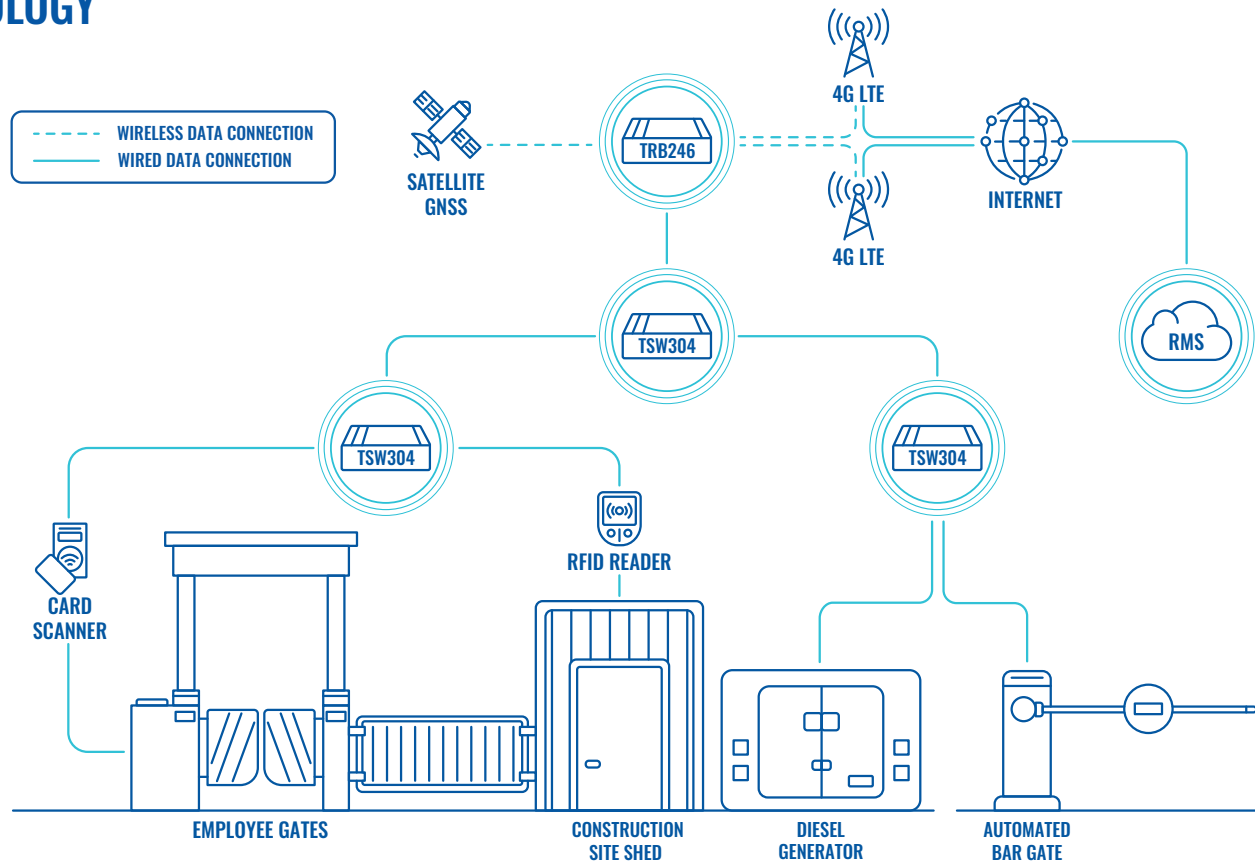 WIRELESS DATA CONNECTION
WIRED DATA CONNECTION
4G LTE
TRB246
SATELLITE
GNSS
INTERNET
4G LTE
TSW304
RMS
TSW304
TSW304
RFID READER
CARD
SCANNER
EMPLOYEE GATES
CONSTRUCTION
SITE SHED
DIESEL
GENERATOR
AUTOMATED
BAR GATE